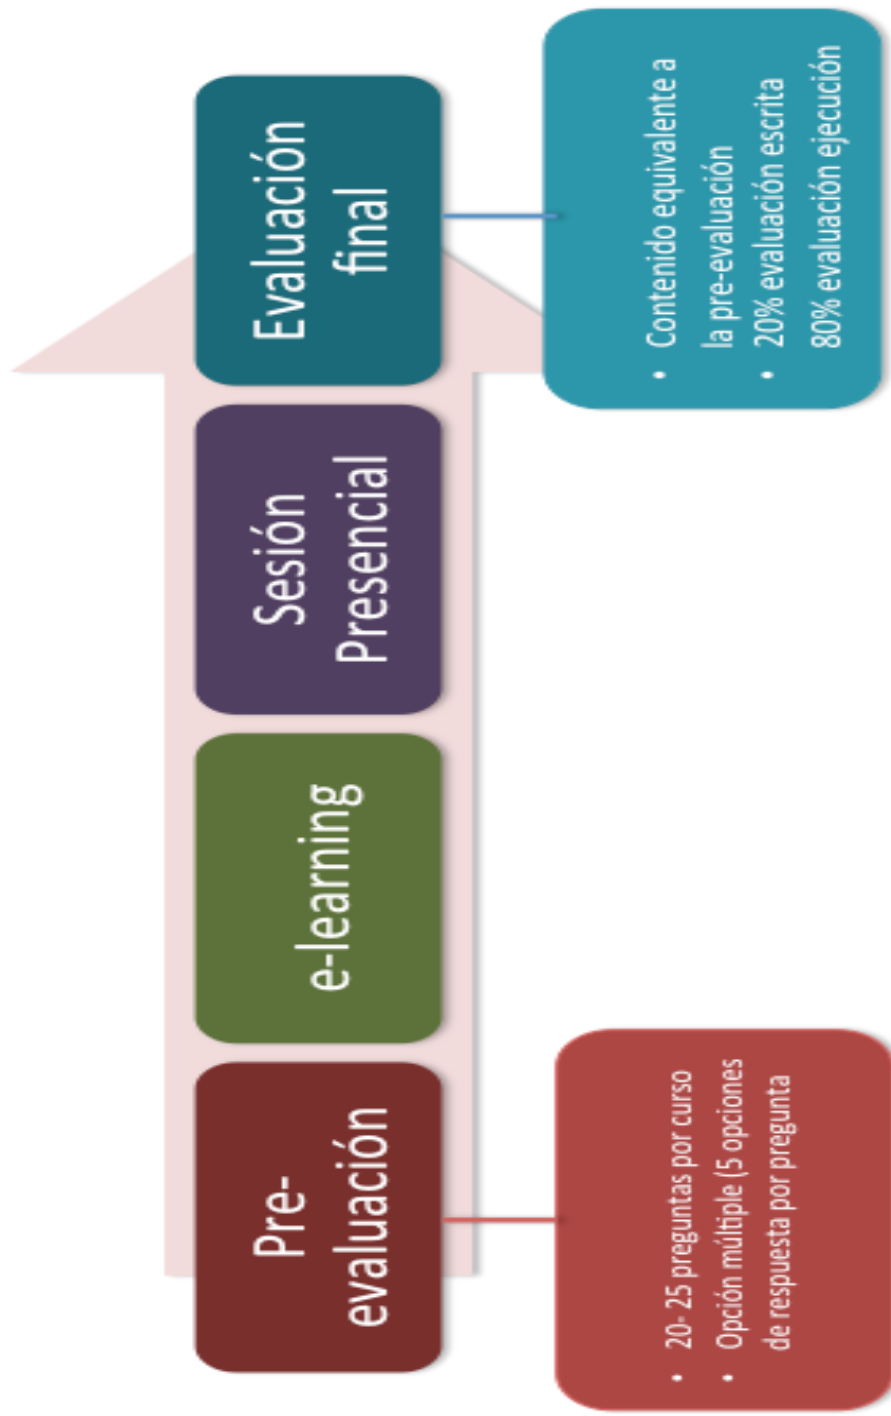 Pre-
evaluación
e-learning
Sesión
Presencial
Evaluación
final
• 20- 25 preguntas por curso
• Opción múltiple (5 opciones
de respuesta por pregunta
• Contenido equivalente a
la pre-evaluación
• 20% evaluación escrita
80% evaluación ejecución